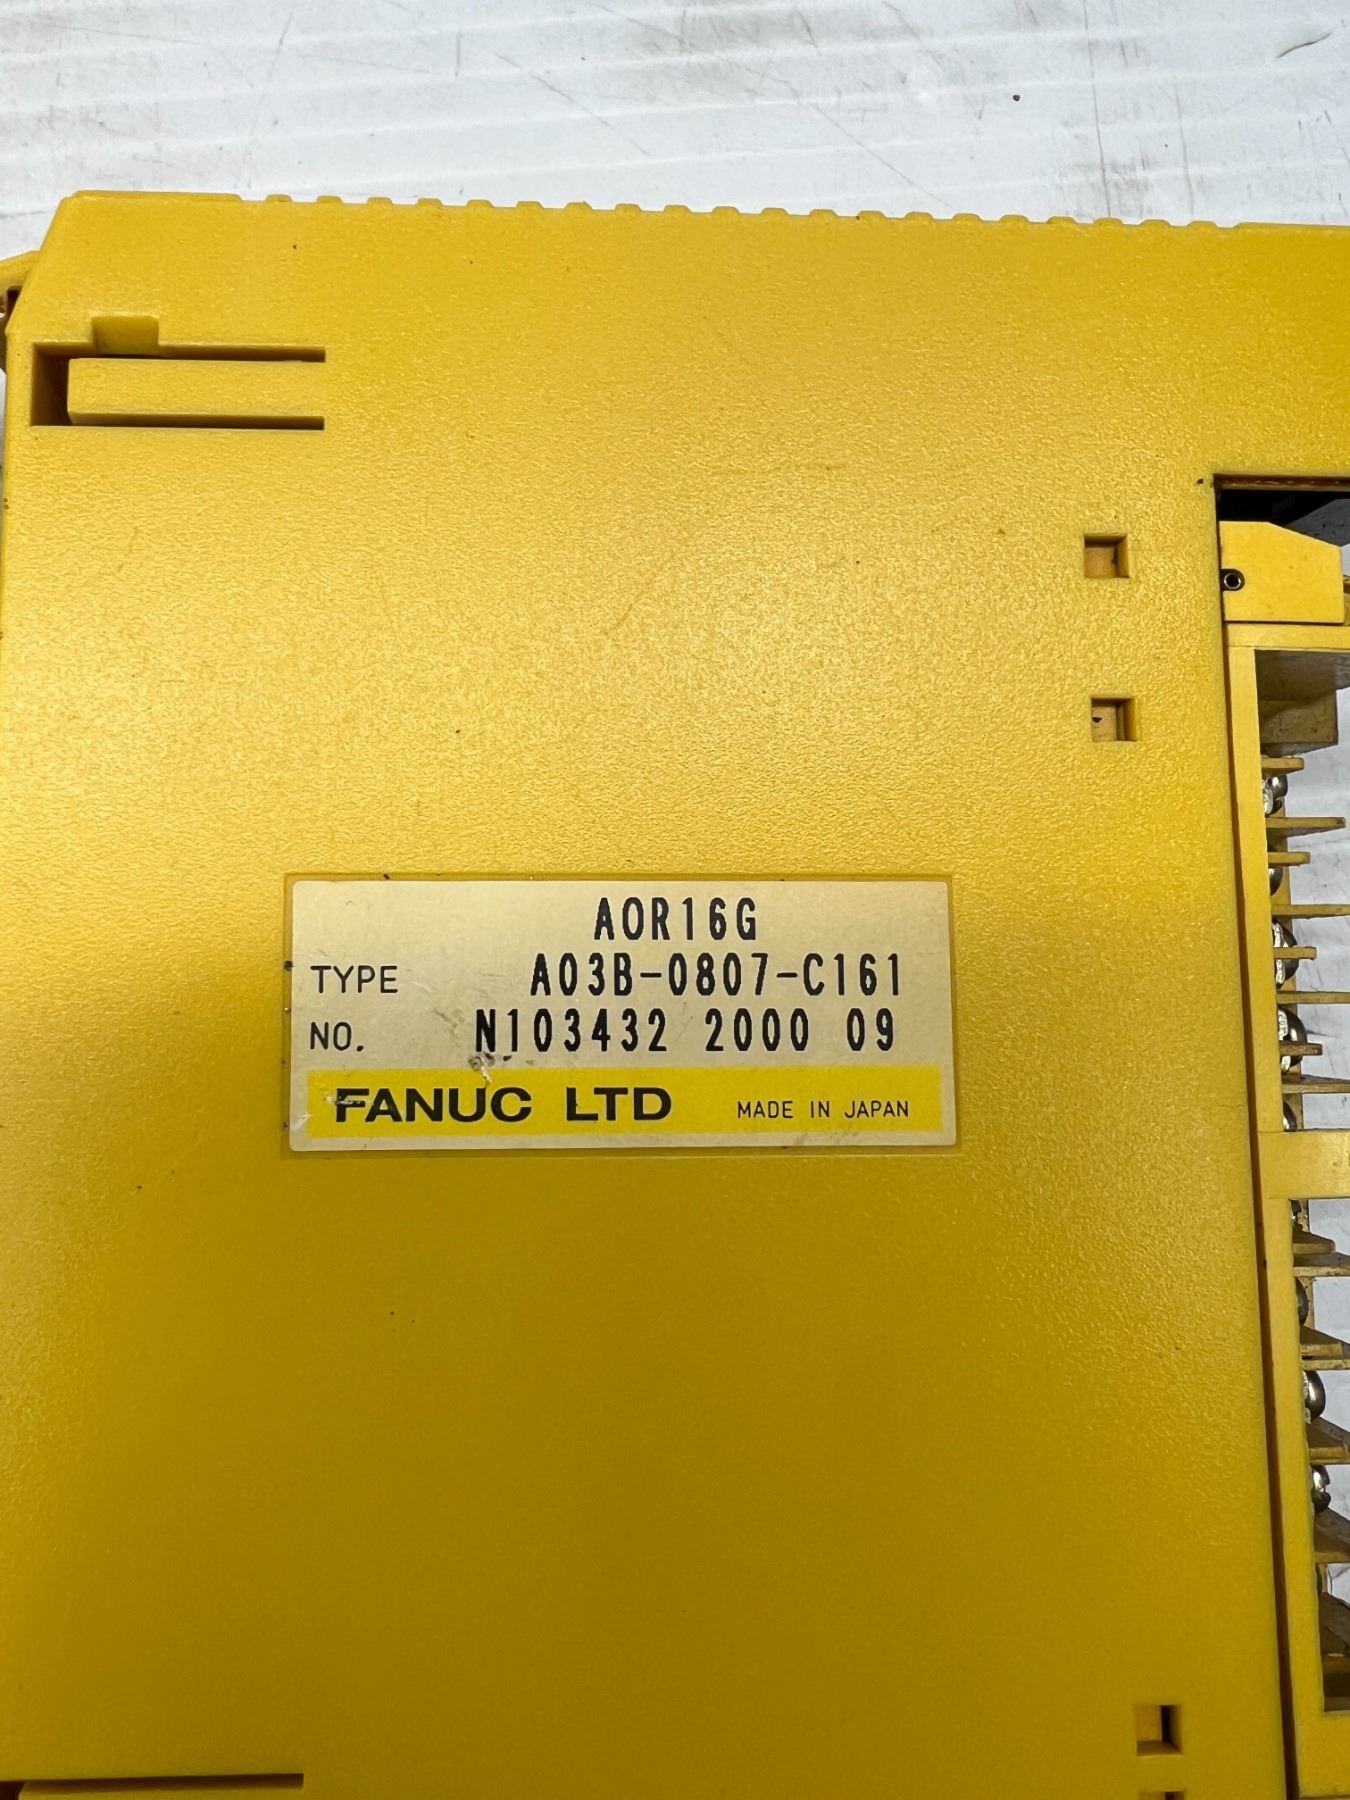 AOR16G
TYPE A03B-0807-C161
NO. N103432 2000 09
FANUC LTD MADE IN JAPAN